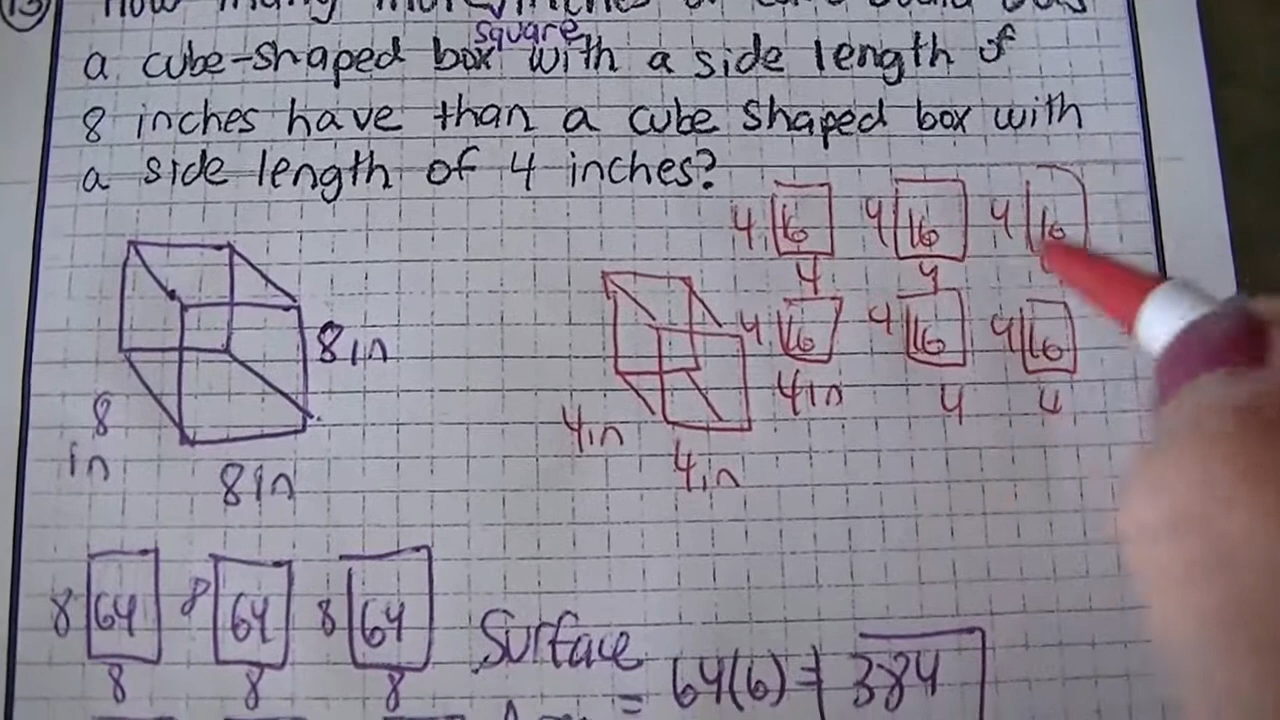 13
square
a cube-shaped box with a side length of
8 inches have than a cube shaped box with
a side length of 4 inches?
4 16 4 16 4 16
4 4
4 16 4 16 4 16
4in 4 4
8in
8
in
8in
4in
4in
8 64 8 64 8 64
8 8 8
Surface
= 64(6) = 384